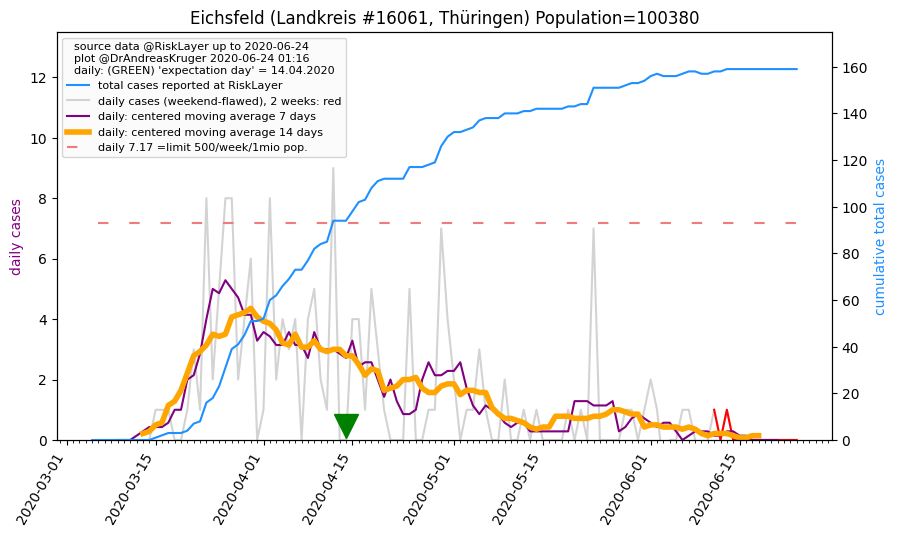 Eichsfeld (Landkreis #16061, Thüringen) Population=100380
source data @RiskLayer up to 2020-06-24
plot @DrAndreasKruger 2020-06-24 01:16
daily: (GREEN) 'expectation day' = 14.04.2020
total cases reported at RiskLayer
daily cases (weekend-flawed), 2 weeks: red
daily: centered moving average 7 days
daily: centered moving average 14 days
daily 7.17 =limit 500/week/1mio pop.
daily cases
12
10
8
6
4
2
0
cumulative total cases
160
140
120
100
80
60
40
20
0
2020-03-01
2020-03-15
2020-04-01
2020-04-15
2020-05-01
2020-05-15
2020-06-01
2020-06-15